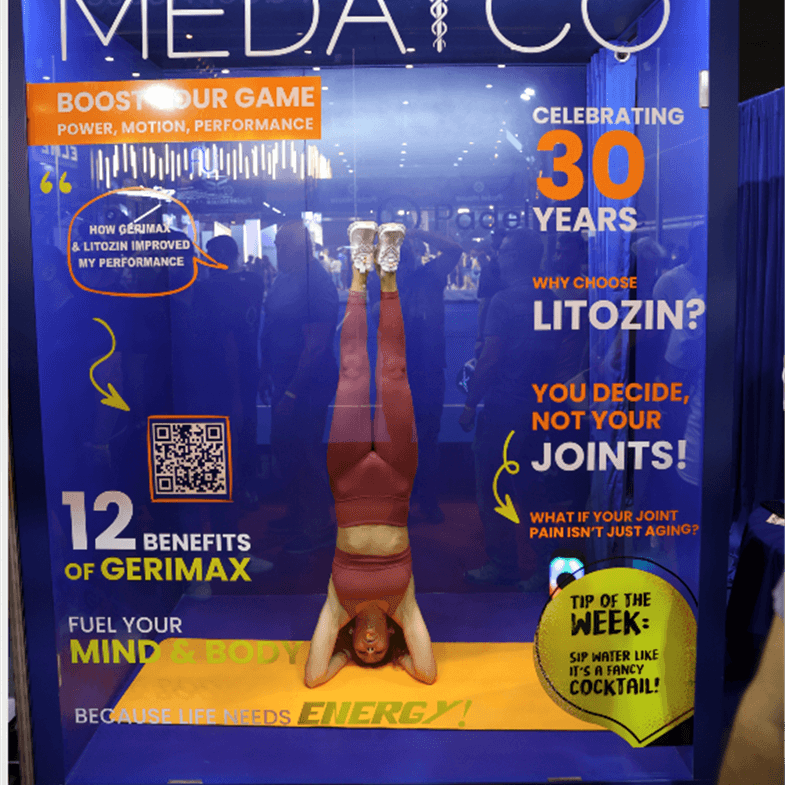 MEDA CO
BOOST YOUR GAME
POWER, MOTION, PERFORMANCE
HOW GERIMAX
& LITOZIN IMPROVED
MY PERFORMANCE
12 BENEFITS
OF GERIMAX
FUEL YOUR
MIND & BODY
BECAUSE LIFE NEEDS ENERGY!
CELEBRATING
30
YEARS
Padel
WHY CHOOSE
LITOZIN?
YOU DECIDE,
NOT YOUR
JOINTS!
WHAT IF YOUR JOINT
PAIN ISN'T JUST AGING?
TIP OF THE
WEEK:
SIP WATER LIKE
IT'S A FANCY
COCKTAIL!